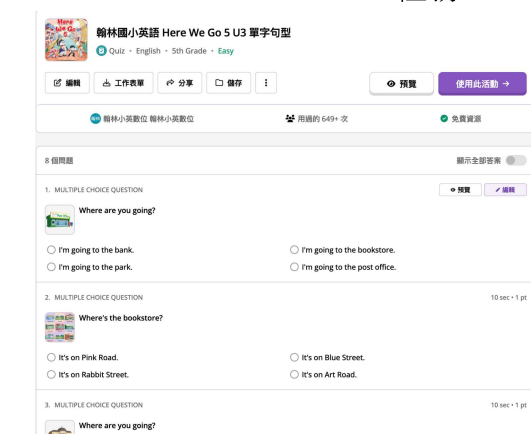 Here We Go 5
翰林國小英語 Here We Go 5 U3 單字句型
Quiz • English • 5th Grade • Easy
編輯
工作表單
分享
儲存
預覽
使用此活動 →
翰林小英數位 翰林小英數位
用過的 649+ 次
免費資源
8 個問題
顯示全部答案
1. MULTIPLE CHOICE QUESTION
預覽
編輯
Where are you going?
I'm going to the bank.
I'm going to the bookstore.
I'm going to the park.
I'm going to the post office.
2. MULTIPLE CHOICE QUESTION
10 sec • 1 pt
Where's the bookstore?
It's on Pink Road.
It's on Blue Street.
It's on Rabbit Street.
It's on Art Road.
3. MULTIPLE CHOICE QUESTION
10 sec • 1 pt
Where are you going?